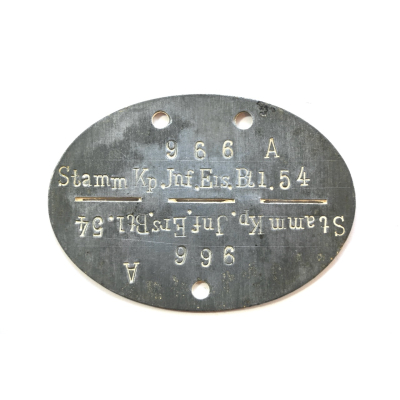 966 A
Stamm Kp. Jnf. Ers. Btl. 54
Stamm Kp. Jnf. Ers. Btl. 54
966
A